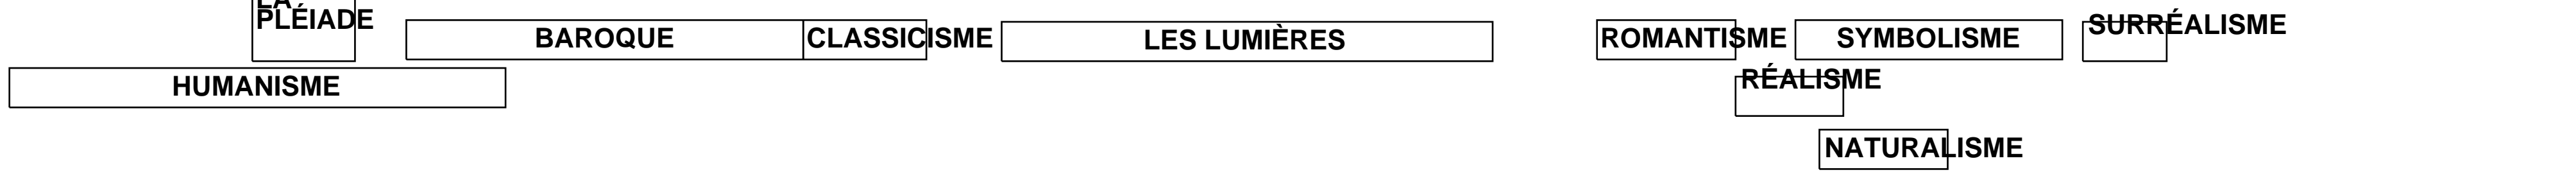 LA
PLÉIADE
BAROQUE
CLASSICISME
LES LUMIÈRES
ROMANTISME
SYMBOLISME
SURRÉALISME
HUMANISME
RÉALISME
NATURALISME